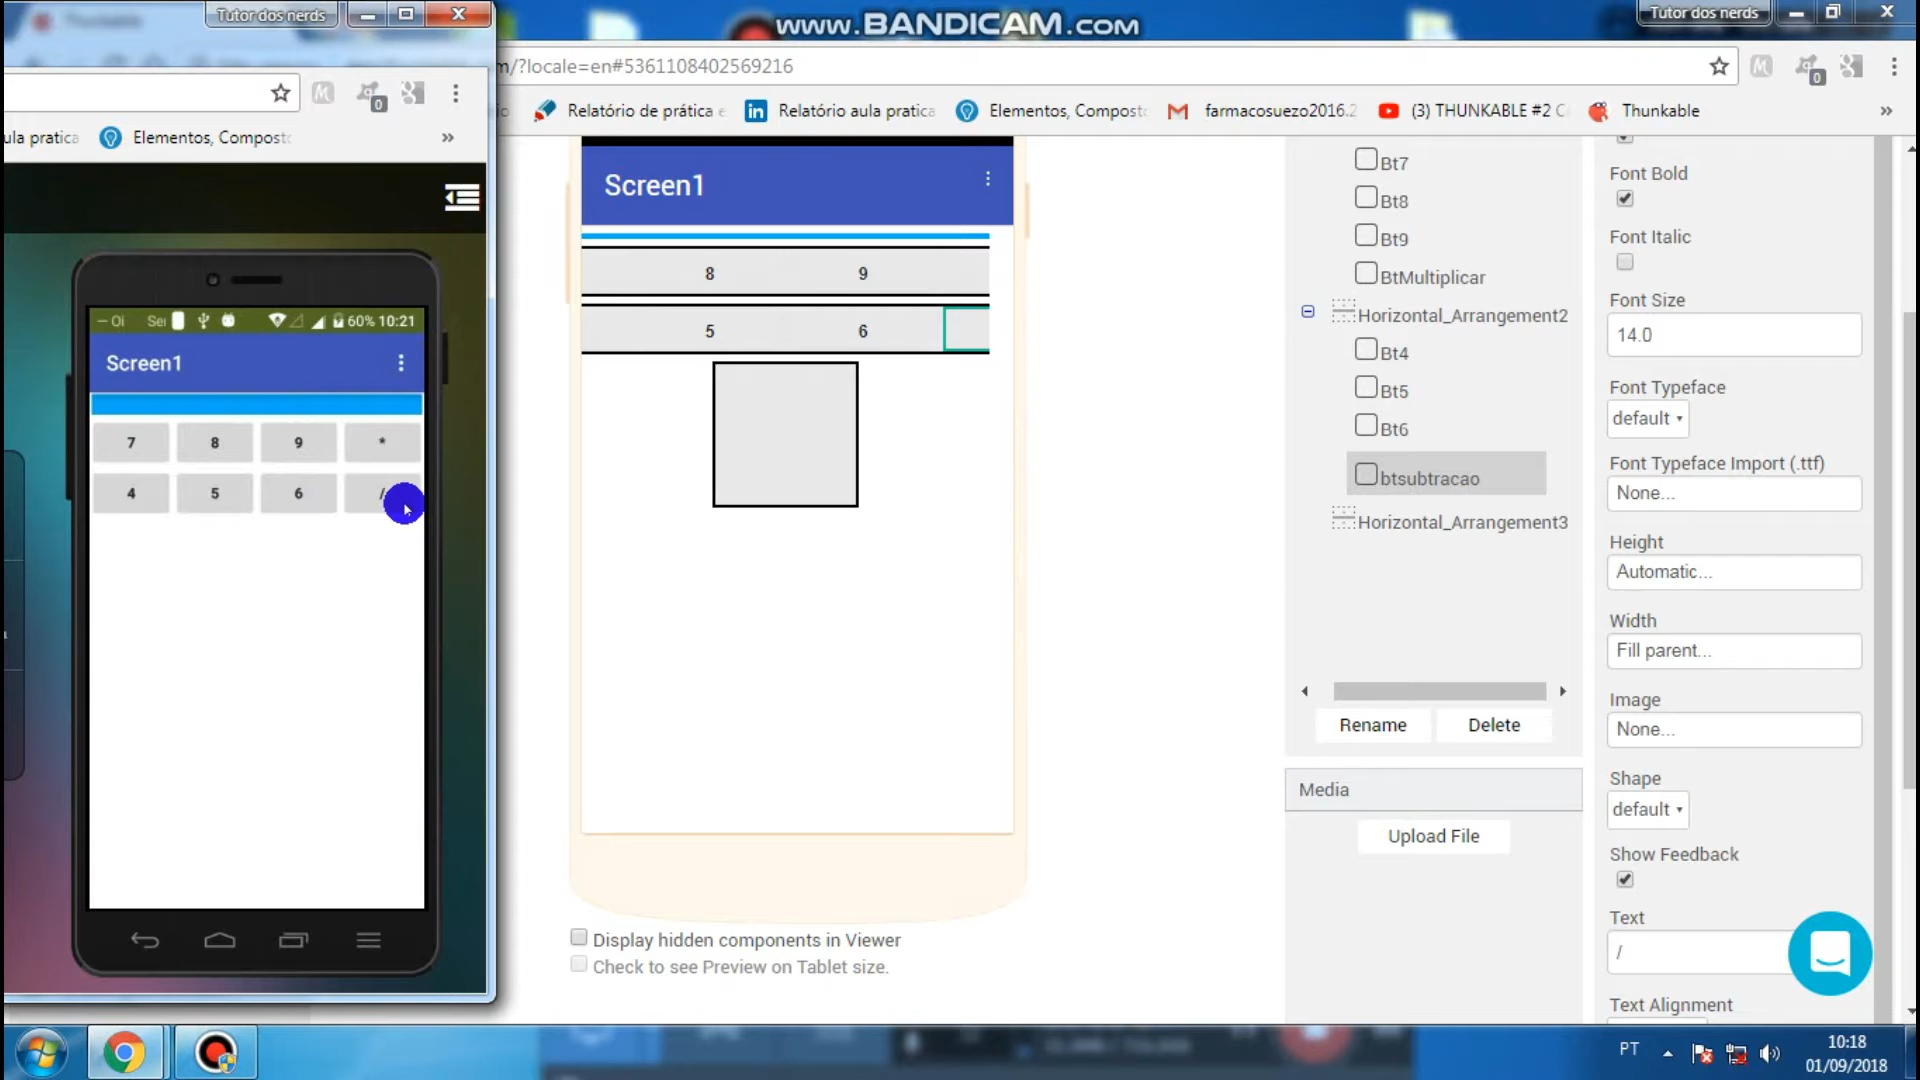 Tutor dos nerds
www.BANDICAM.com
Tutor dos nerds
m/?locale=en#5361108402569216
0
0
Relatório de prática e
Relatório aula pratica
Elementos, Compost
farmacosuezo2016.2
(3) THUNKABLE #2 C
Thunkable
»
ula pratica
Elementos, Compost
»
Oi
60% 10:21
Screen1
7
8
9
*
4
5
6
/
Screen1
8
9
5
6
Display hidden components in Viewer
Check to see Preview on Tablet size.
Bt7
Bt8
Bt9
BtMultiplicar
Horizontal_Arrangement2
Bt4
Bt5
Bt6
btsubtracao
Horizontal_Arrangement3
Rename
Delete
Media
Upload File
Font Bold
Font Italic
Font Size
14.0
Font Typeface
default
Font Typeface Import (.ttf)
None...
Height
Automatic...
Width
Fill parent...
Image
None...
Shape
default
Show Feedback
Text
/
Text Alignment
PT
10:18
01/09/2018